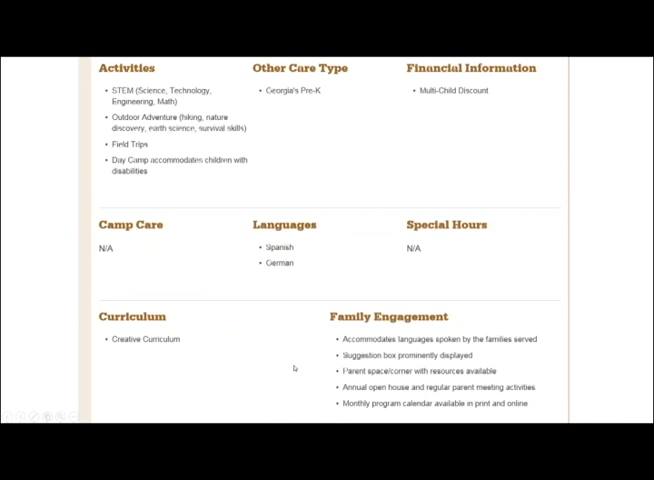 Activities
STEM (Science, Technology,
Engineering, Math)
Outdoor Adventure (hiking, nature
discovery, earth science, survival skills)
Field Trips
Day Camp accommodates children with
disabilities
Other Care Type
Georgia's Pre-K
Financial Information
Multi-Child Discount
Camp Care
N/A
Languages
Spanish
German
Special Hours
N/A
Curriculum
Creative Curriculum
Family Engagement
Accommodates languages spoken by the families served
Suggestion box prominently displayed
Parent space/corner with resources available
Annual open house and regular parent meeting activities
Monthly program calendar available in print and online